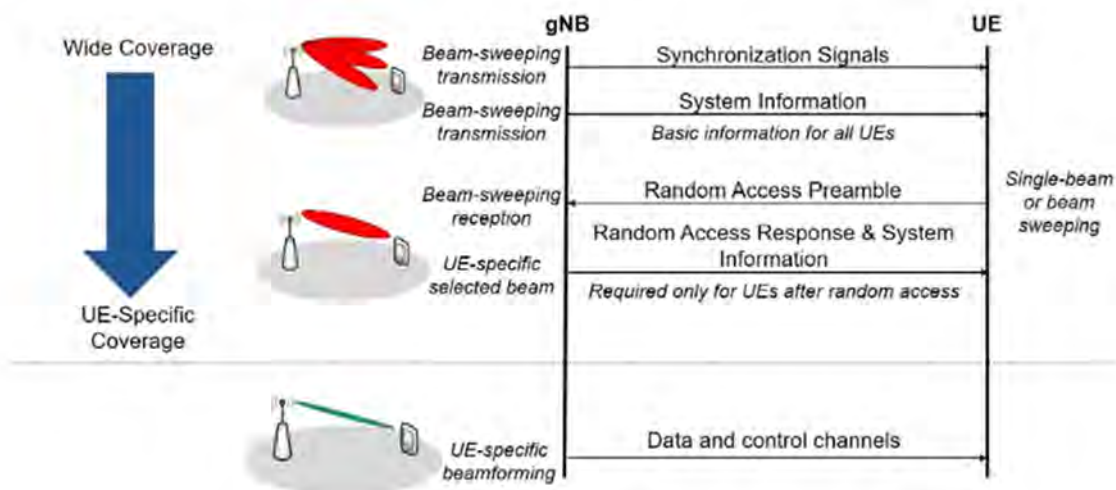 gNB
UE
Wide Coverage
Beam-sweeping
transmission
Synchronization Signals
Beam-sweeping
transmission
System Information
Basic information for all UEs
Beam-sweeping
reception
Random Access Preamble
Single-beam
or beam
sweeping
UE-specific
selected beam
Random Access Response & System
Information
Required only for UEs after random access
UE-Specific
Coverage
UE-specific
beamforming
Data and control channels